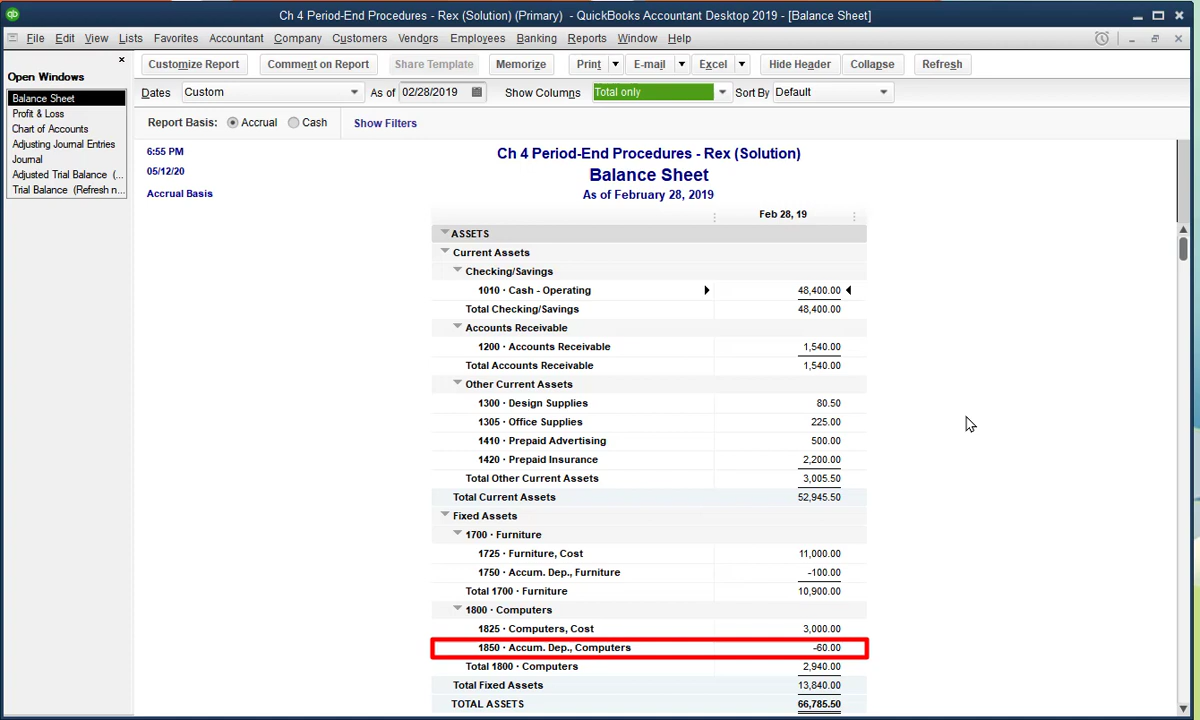 Ch 4 Period-End Procedures - Rex (Solution) (Primary) - QuickBooks Accountant Desktop 2019 - [Balance Sheet]
File Edit View Lists Favorites Accountant Company Customers Vendors Employees Banking Reports Window Help
Open Windows
Balance Sheet
Profit & Loss
Chart of Accounts
Adjusting Journal Entries
Journal
Adjusted Trial Balance (...
Trial Balance (Refresh n...
Customize Report Comment on Report Share Template Memorize Print E-mail Excel Hide Header Collapse Refresh
Dates Custom As of 02/28/2019 Show Columns Total only Sort By Default
Report Basis: Accrual Cash Show Filters
6:55 PM
05/12/20
Accrual Basis
Ch 4 Period-End Procedures - Rex (Solution)
Balance Sheet
As of February 28, 2019
Feb 28, 19
ASSETS
Current Assets
Checking/Savings
1010 · Cash - Operating 48,400.00
Total Checking/Savings 48,400.00
Accounts Receivable
1200 · Accounts Receivable 1,540.00
Total Accounts Receivable 1,540.00
Other Current Assets
1300 · Design Supplies 80.50
1305 · Office Supplies 225.00
1410 · Prepaid Advertising 500.00
1420 · Prepaid Insurance 2,200.00
Total Other Current Assets 3,005.50
Total Current Assets 52,945.50
Fixed Assets
1700 · Furniture
1725 · Furniture, Cost 11,000.00
1750 · Accum. Dep., Furniture -100.00
Total 1700 · Furniture 10,900.00
1800 · Computers
1825 · Computers, Cost 3,000.00
1850 · Accum. Dep., Computers -60.00
Total 1800 · Computers 2,940.00
Total Fixed Assets 13,840.00
TOTAL ASSETS 66,785.50